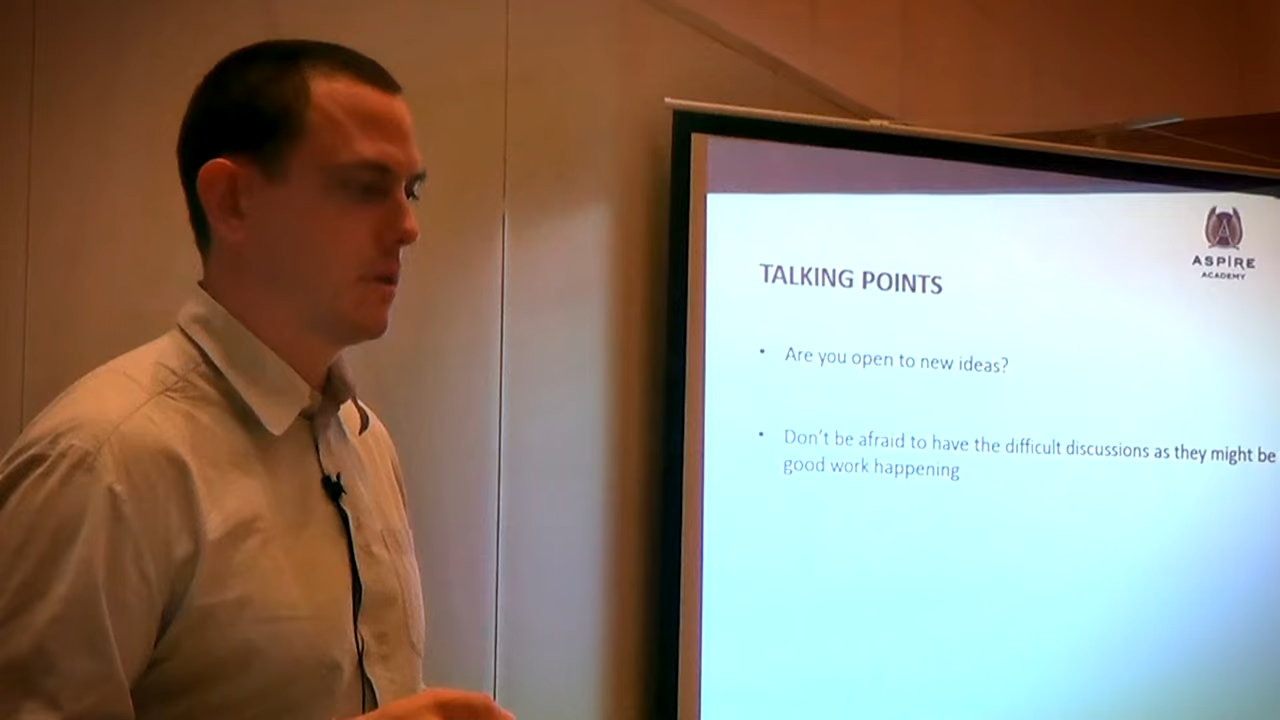 A
ASPIRE
ACADEMY
TALKING POINTS
• Are you open to new ideas?
• Don't be afraid to have the difficult discussions as they might be
good work happening